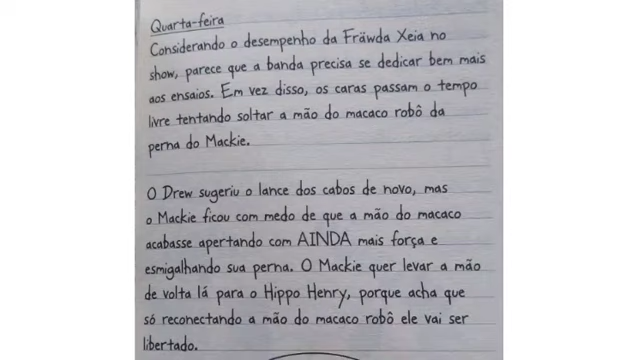 Quarta-feira
Considerando o desempenho da Fräwda Xeia no
show, parece que a banda precisa se dedicar bem mais
aos ensaios. Em vez disso, os caras passam o tempo
livre tentando soltar a mão do macaco robô da
perna do Mackie.
O Drew sugeriu o lance dos cabos de novo, mas
o Mackie ficou com medo de que a mão do macaco
acabasse apertando com AINDA mais força e
esmigalhando sua perna. O Mackie quer levar a mão
de volta lá para o Hippo Henry, porque acha que
só reconectando a mão do macaco robô ele vai ser
libertado.